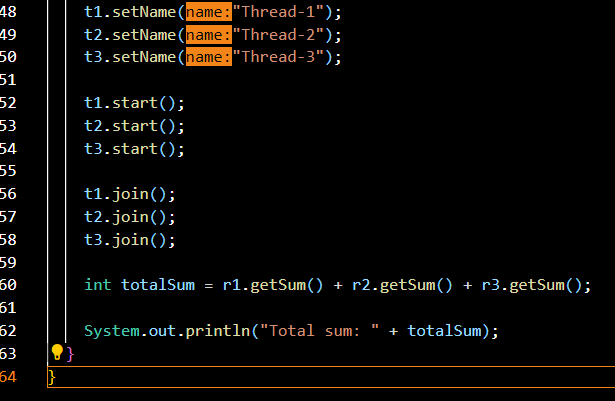 48 t1.setName(name:"Thread-1");
49 t2.setName(name:"Thread-2");
50 t3.setName(name:"Thread-3");
51
52 t1.start();
53 t2.start();
54 t3.start();
55
56 t1.join();
57 t2.join();
58 t3.join();
59
60 int totalSum = r1.getSum() + r2.getSum() + r3.getSum();
61
62 System.out.println("Total sum: " + totalSum);
63 }
64 }